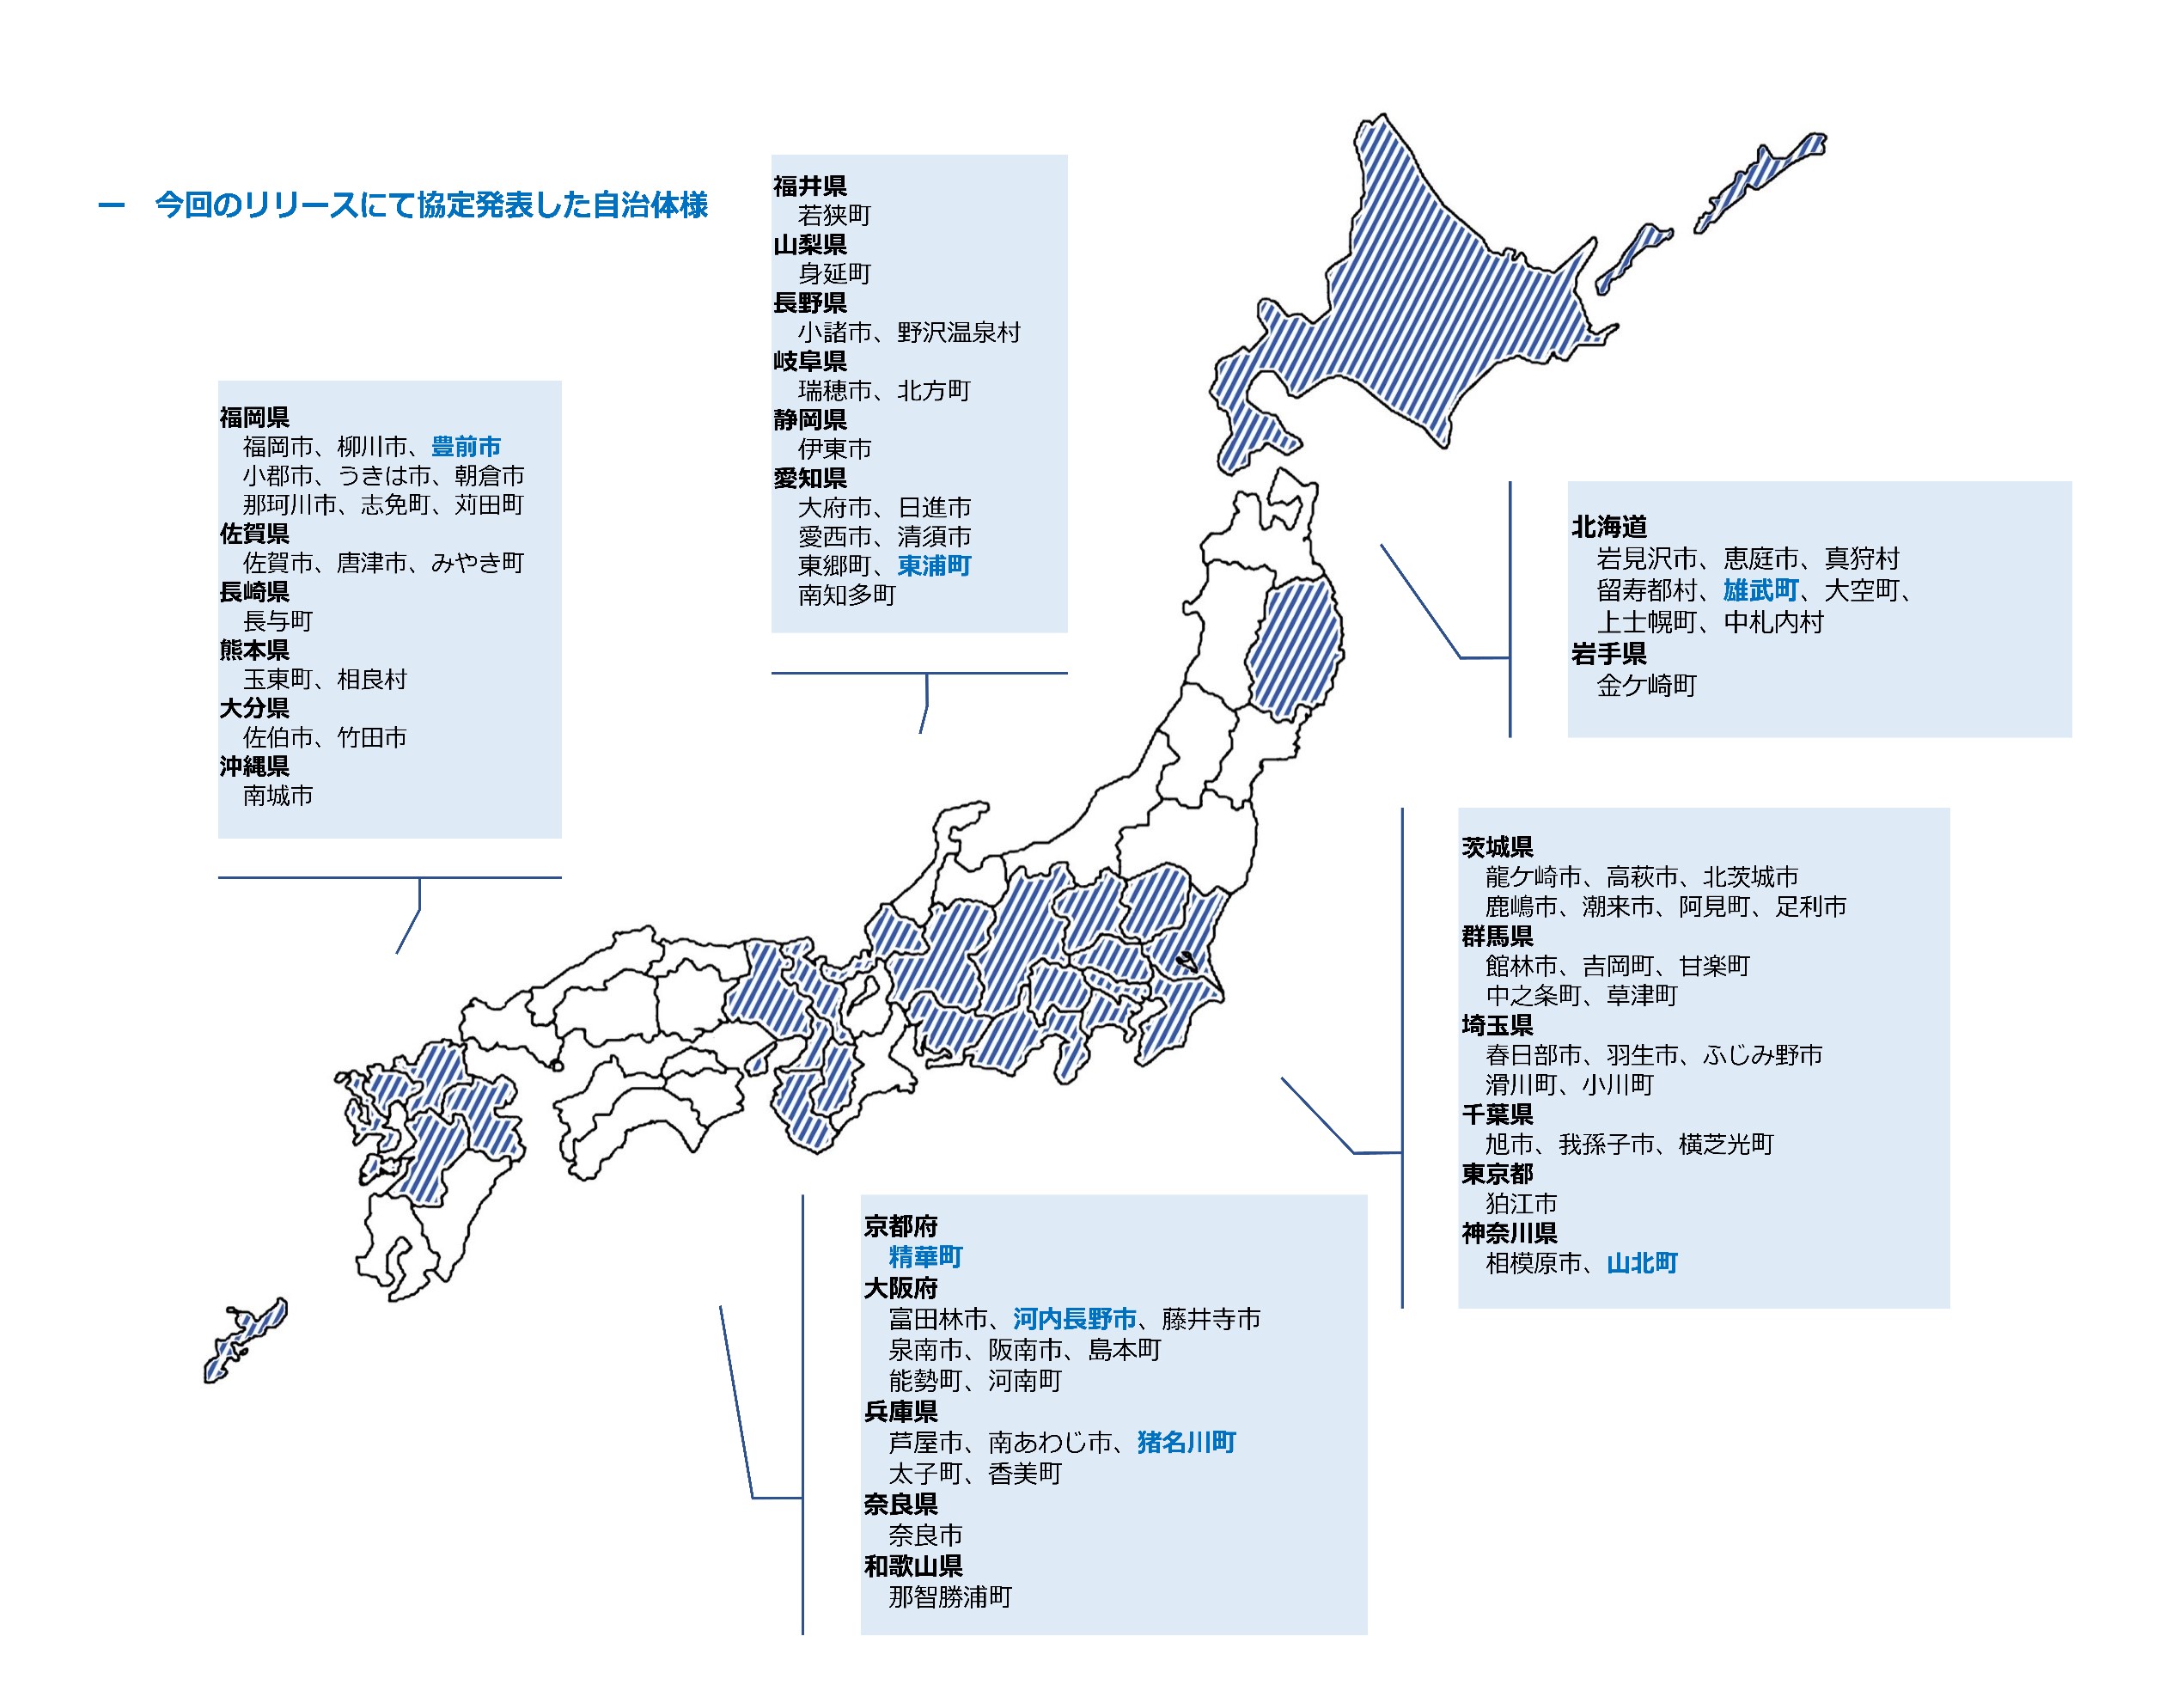 ー　今回のリリースにて協定発表した自治体様
福井県
若狭町
山梨県
身延町
長野県
小諸市、野沢温泉村
岐阜県
瑞穂市、北方町
静岡県
伊東市
愛知県
大府市、日進市
愛西市、清須市
東郷町、東浦町
南知多町
福岡県
福岡市、柳川市、豊前市
小郡市、うきは市、朝倉市
那珂川市、志免町、苅田町
佐賀県
佐賀市、唐津市、みやき町
長崎県
長与町
熊本県
玉東町、相良村
大分県
佐伯市、竹田市
沖縄県
南城市
北海道
岩見沢市、恵庭市、真狩村
留寿都村、雄武町、大空町、
上士幌町、中札内村
岩手県
金ケ崎町
茨城県
龍ケ崎市、高萩市、北茨城市
鹿嶋市、潮来市、阿見町、足利市
群馬県
館林市、吉岡町、甘楽町
中之条町、草津町
埼玉県
春日部市、羽生市、ふじみ野市
滑川町、小川町
千葉県
旭市、我孫子市、横芝光町
東京都
狛江市
神奈川県
相模原市、山北町
京都府
精華町
大阪府
富田林市、河内長野市、藤井寺市
泉南市、阪南市、島本町
能勢町、河南町
兵庫県
芦屋市、南あわじ市、猪名川町
太子町、香美町
奈良県
奈良市
和歌山県
那智勝浦町